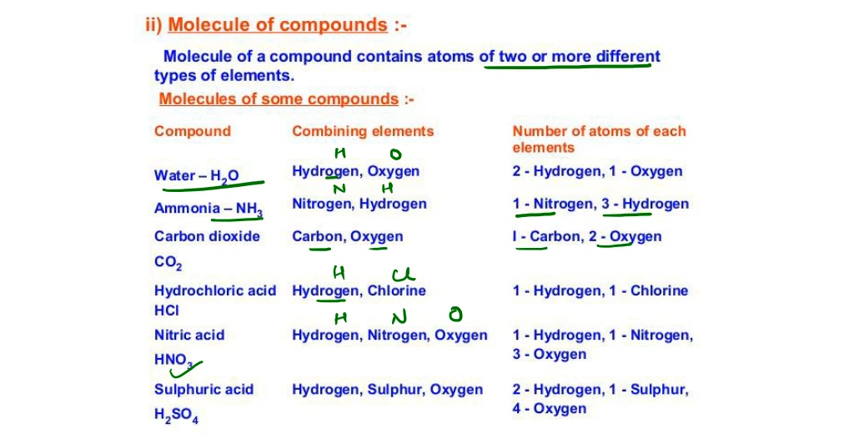 ii) Molecule of compounds :-
Molecule of a compound contains atoms of two or more different
types of elements.
Molecules of some compounds :-
Compound Combining elements Number of atoms of each
elements
H O
Water – H₂O Hydrogen, Oxygen 2 - Hydrogen, 1 - Oxygen
N H
Ammonia – NH₃ Nitrogen, Hydrogen 1 - Nitrogen, 3 - Hydrogen
Carbon dioxide Carbon, Oxygen I - Carbon, 2 - Oxygen
CO₂
H Cl
Hydrochloric acid Hydrogen, Chlorine 1 - Hydrogen, 1 - Chlorine
HCl
H N O
Nitric acid Hydrogen, Nitrogen, Oxygen 1 - Hydrogen, 1 - Nitrogen,
HNO₃ 3 - Oxygen
Sulphuric acid Hydrogen, Sulphur, Oxygen 2 - Hydrogen, 1 - Sulphur,
H₂SO₄ 4 - Oxygen